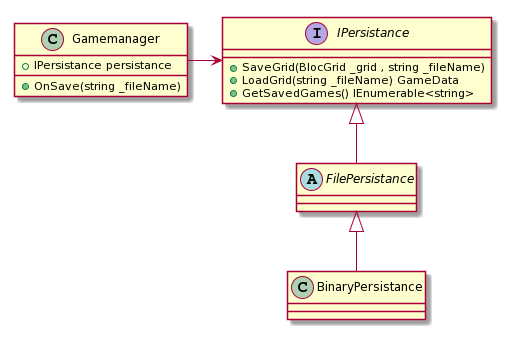 C Gamemanager
IPersistance persistance
OnSave(string _fileName)
I IPersistance
SaveGrid(BlocGrid _grid , string _fileName)
LoadGrid(string _fileName) GameData
GetSavedGames() IEnumerable<string>
A FilePersistance
C BinaryPersistance